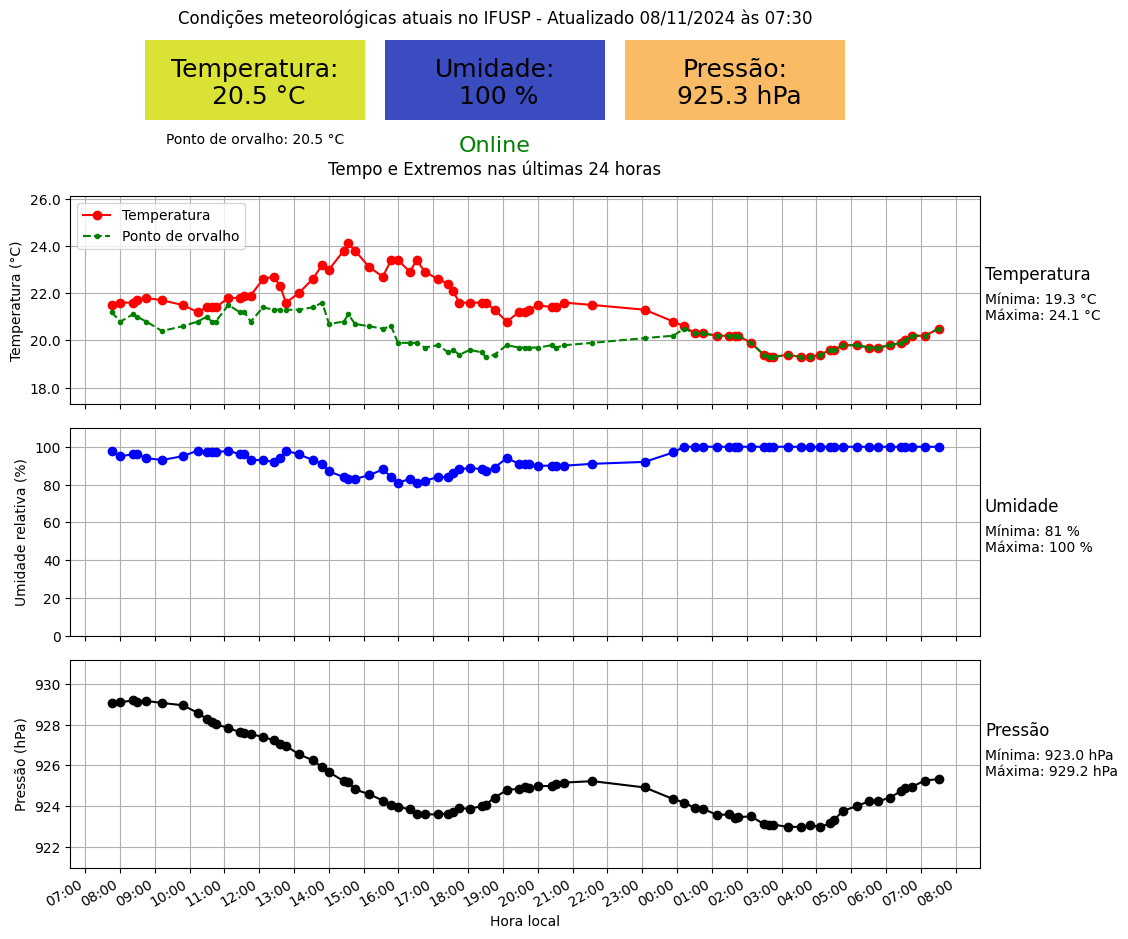 Condições meteorológicas atuais no IFUSP - Atualizado 08/11/2024 às 07:30
Temperatura:
20.5 °C
Umidade:
100 %
Pressão:
925.3 hPa
Ponto de orvalho: 20.5 °C
Online
Tempo e Extremos nas últimas 24 horas
Temperatura (°C)
26.0
24.0
22.0
20.0
18.0
Temperatura
Ponto de orvalho
Temperatura
Mínima: 19.3 °C
Máxima: 24.1 °C
Umidade relativa (%)
100
80
60
40
20
0
Umidade
Mínima: 81 %
Máxima: 100 %
Pressão (hPa)
930
928
926
924
922
Pressão
Mínima: 923.0 hPa
Máxima: 929.2 hPa
07:00 08:00 09:00 10:00 11:00 12:00 13:00 14:00 15:00 16:00 17:00 18:00 19:00 20:00 21:00 22:00 23:00 00:00 01:00 02:00 03:00 04:00 05:00 06:00 07:00 08:00
Hora local